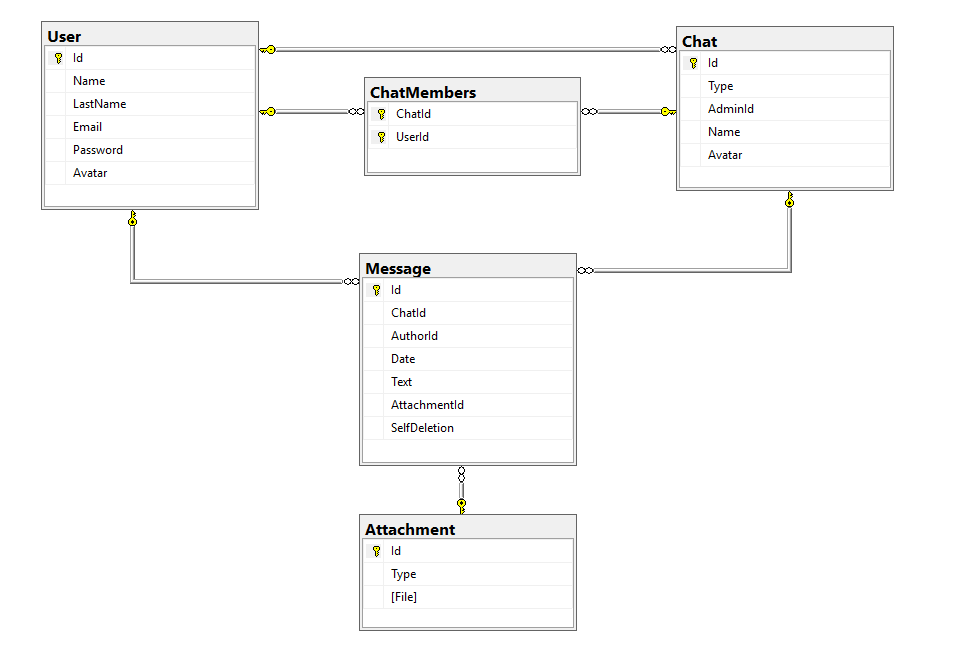 User
Id
Name
LastName
Email
Password
Avatar
Chat
Id
Type
AdminId
Name
Avatar
ChatMembers
ChatId
UserId
Message
Id
ChatId
AuthorId
Date
Text
AttachmentId
SelfDeletion
Attachment
Id
Type
[File]